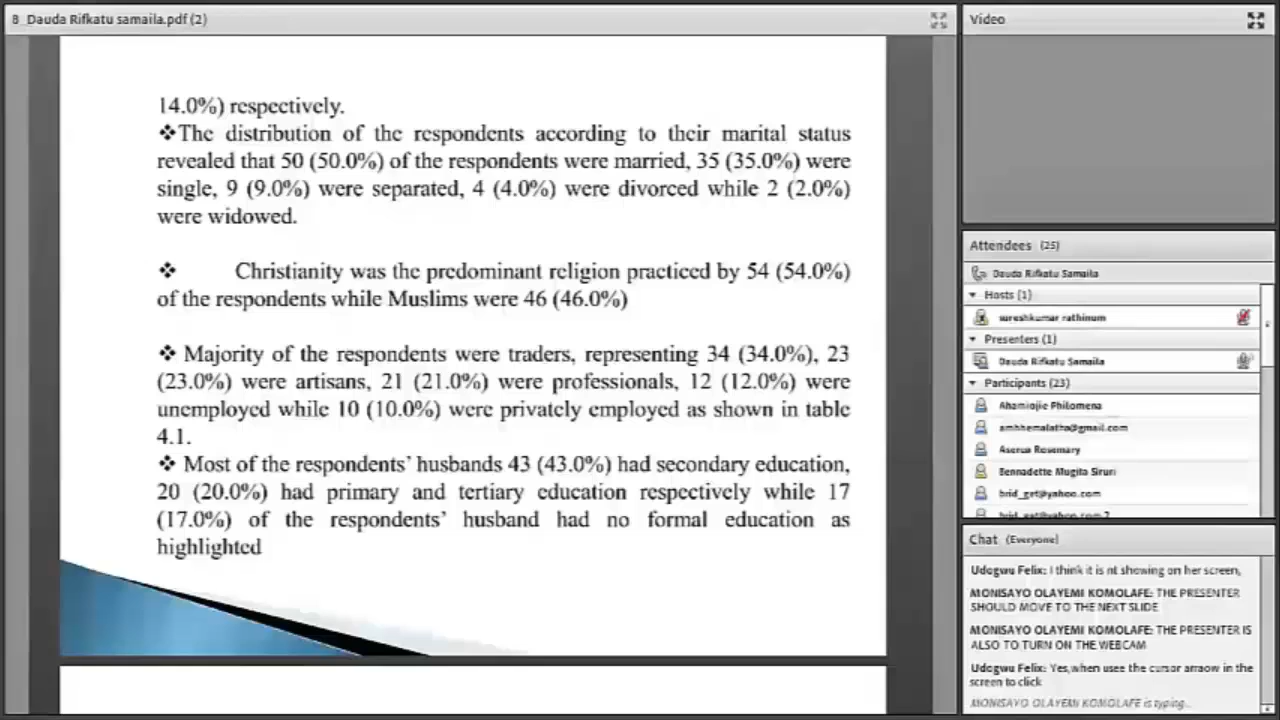 8_Dauda Rifkatu samaila.pdf (2)
14.0%) respectively.
❖The distribution of the respondents according to their marital status
revealed that 50 (50.0%) of the respondents were married, 35 (35.0%) were
single, 9 (9.0%) were separated, 4 (4.0%) were divorced while 2 (2.0%)
were widowed.
❖ Christianity was the predominant religion practiced by 54 (54.0%)
of the respondents while Muslims were 46 (46.0%)
❖ Majority of the respondents were traders, representing 34 (34.0%), 23
(23.0%) were artisans, 21 (21.0%) were professionals, 12 (12.0%) were
unemployed while 10 (10.0%) were privately employed as shown in table
4.1.
❖ Most of the respondents' husbands 43 (43.0%) had secondary education,
20 (20.0%) had primary and tertiary education respectively while 17
(17.0%) of the respondents' husband had no formal education as
highlighted
Video
Attendees (25)
Dauda Rifkatu Samaila
Hosts (1)
sureshkumar rathinum
Presenters (1)
Dauda Rifkatu Samaila
Participants (23)
Ahamiojie Philomena
amhhemalatha@gmail.com
Aserua Rosemary
Bennadette Mugita Siruri
brid_get@yahoo.com
brid_get@yahoo.com 2
Chat (Everyone)
Udogwu Felix: I think it is nt showing on her screen,
MONISAYO OLAYEMI KOMOLAFE: THE PRESENTER
SHOULD MOVE TO THE NEXT SLIDE
MONISAYO OLAYEMI KOMOLAFE: THE PRESENTER IS
ALSO TO TURN ON THE WEBCAM
Udogwu Felix: Yes,when usee the cursor arraow in the
screen to click
MONISAYO OLAYEMI KOMOLAFE is typing...